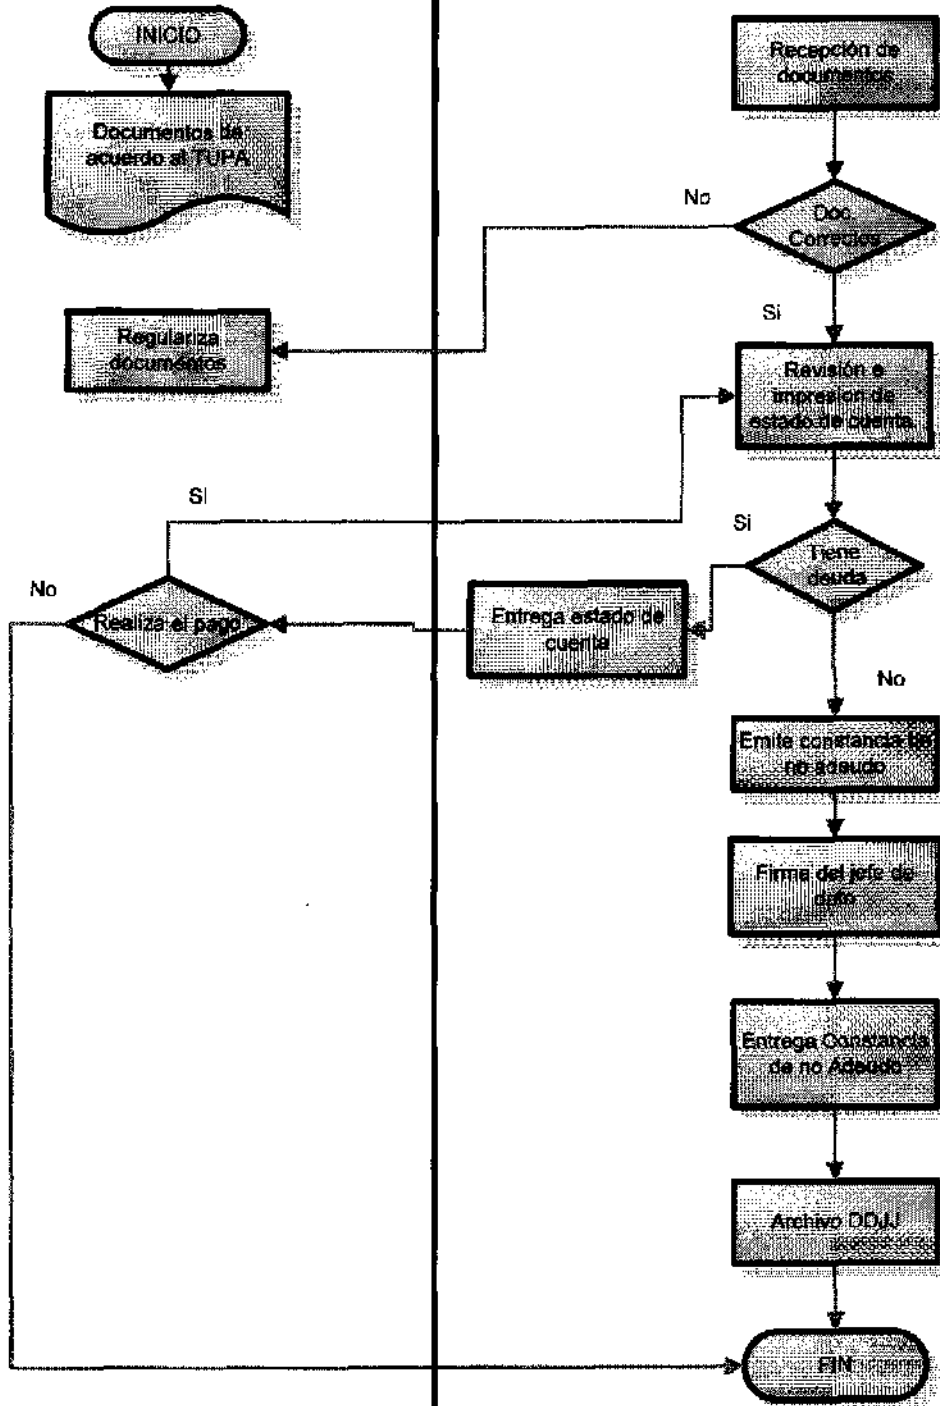 INICIO
Documentos de
acuerdo al TUPA
Regulariza
documentos
Si
No
Realiza el pago
Recepción de
documentos
No
Doc.
Correctos
Si
Revisión e
impresión de
estado de cuenta
Si
Tiene
deuda
Entrega estado de
cuenta
No
Emite constancia de
no adeudo
Firma del jefe de
dpto
Entrega Constancia
de no Adeudo
Archivo DDJJ
FIN